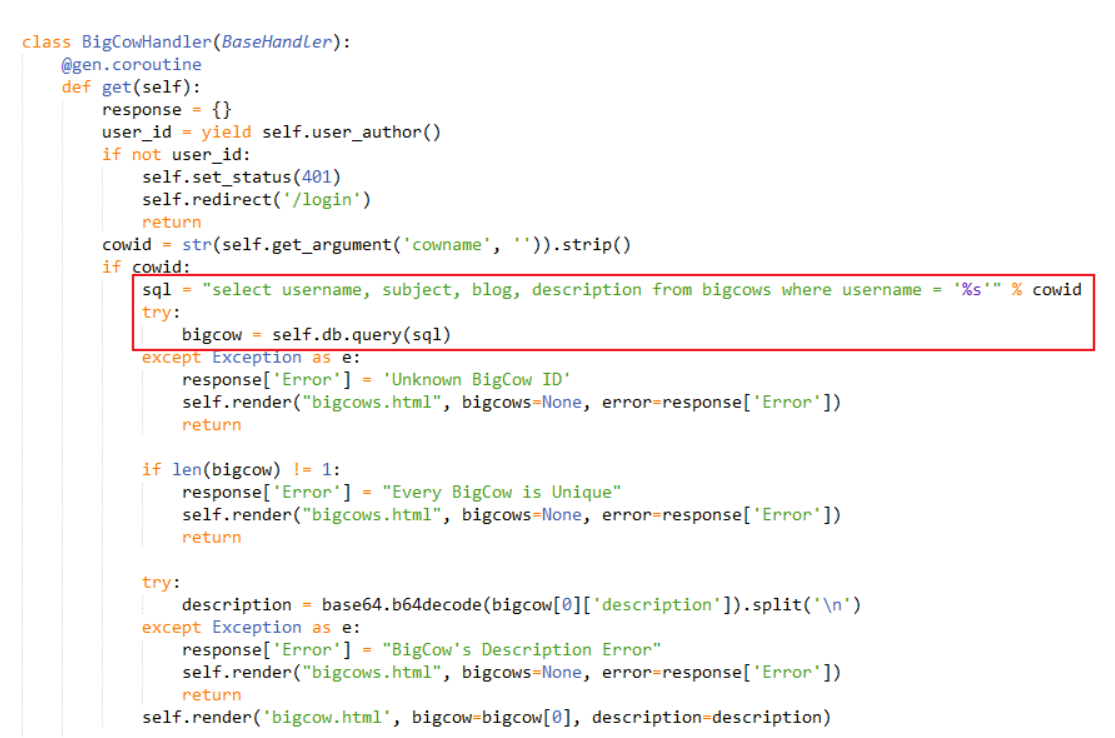 class BigCowHandler(BaseHandler):
    @gen.coroutine
    def get(self):
        response = {}
        user_id = yield self.user_author()
        if not user_id:
            self.set_status(401)
            self.redirect('/login')
            return
        cowid = str(self.get_argument('cowname', '')).strip()
        if cowid:
            sql = "select username, subject, blog, description from bigcows where username = '%s'" % cowid
            try:
                bigcow = self.db.query(sql)
            except Exception as e:
                response['Error'] = 'Unknown BigCow ID'
                self.render("bigcows.html", bigcows=None, error=response['Error'])
                return

            if len(bigcow) != 1:
                response['Error'] = "Every BigCow is Unique"
                self.render("bigcows.html", bigcows=None, error=response['Error'])
                return

            try:
                description = base64.b64decode(bigcow[0]['description']).split('\n')
            except Exception as e:
                response['Error'] = "BigCow's Description Error"
                self.render("bigcows.html", bigcows=None, error=response['Error'])
                return
            self.render('bigcow.html', bigcow=bigcow[0], description=description)